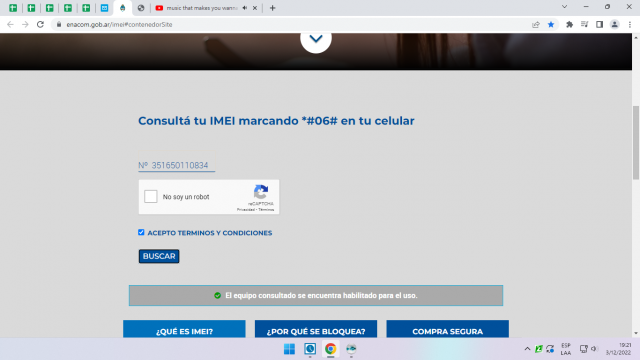 music that makes you wann
enacom.gob.ar/imei#contenedorSite
Consultá tu IMEI marcando *#06# en tu celular
Nº 351650110834
No soy un robot
reCAPTCHA
Privacidad - Términos
ACEPTO TERMINOS Y CONDICIONES
BUSCAR
El equipo consultado se encuentra habilitado para el uso.
¿QUÉ ES IMEI?
¿POR QUÉ SE BLOQUEA?
COMPRA SEGURA
ESP
LAA
19:21
3/12/2022